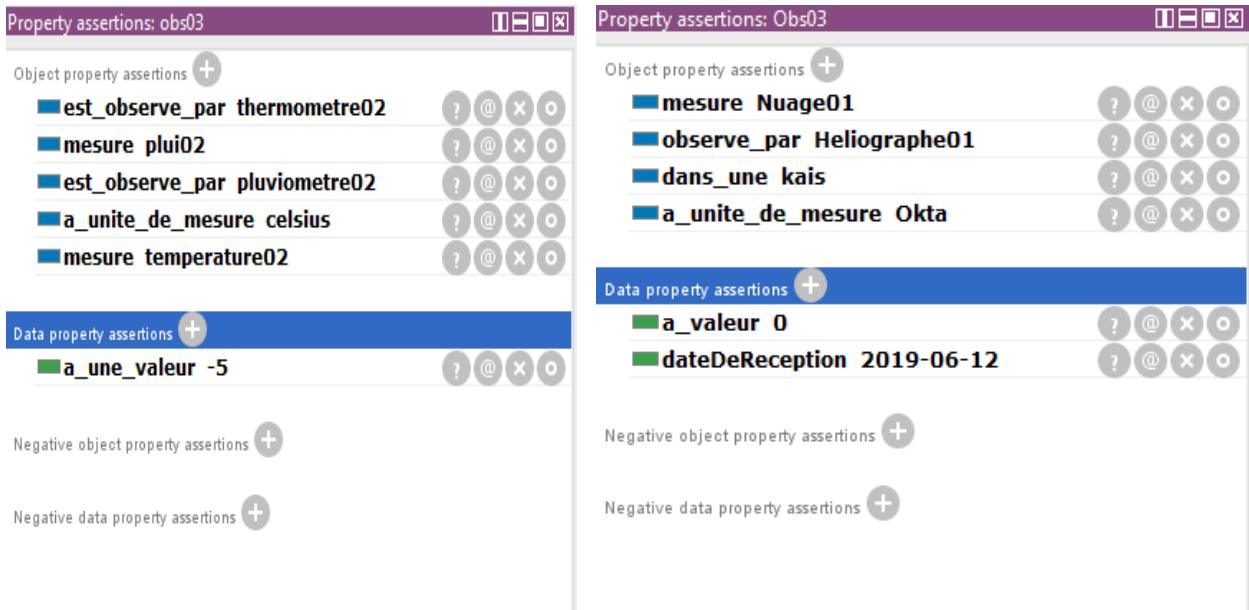 Property assertions: obs03
Object property assertions
est_observe_par thermometre02
mesure plui02
est_observe_par pluviometre02
a_unite_de_mesure celsius
mesure temperature02
Data property assertions
a_une_valeur -5
Negative object property assertions
Negative data property assertions
Property assertions: Obs03
Object property assertions
mesure Nuage01
observe_par Heliographe01
dans_une kais
a_unite_de_mesure Okta
Data property assertions
a_valeur 0
dateDeReception 2019-06-12
Negative object property assertions
Negative data property assertions